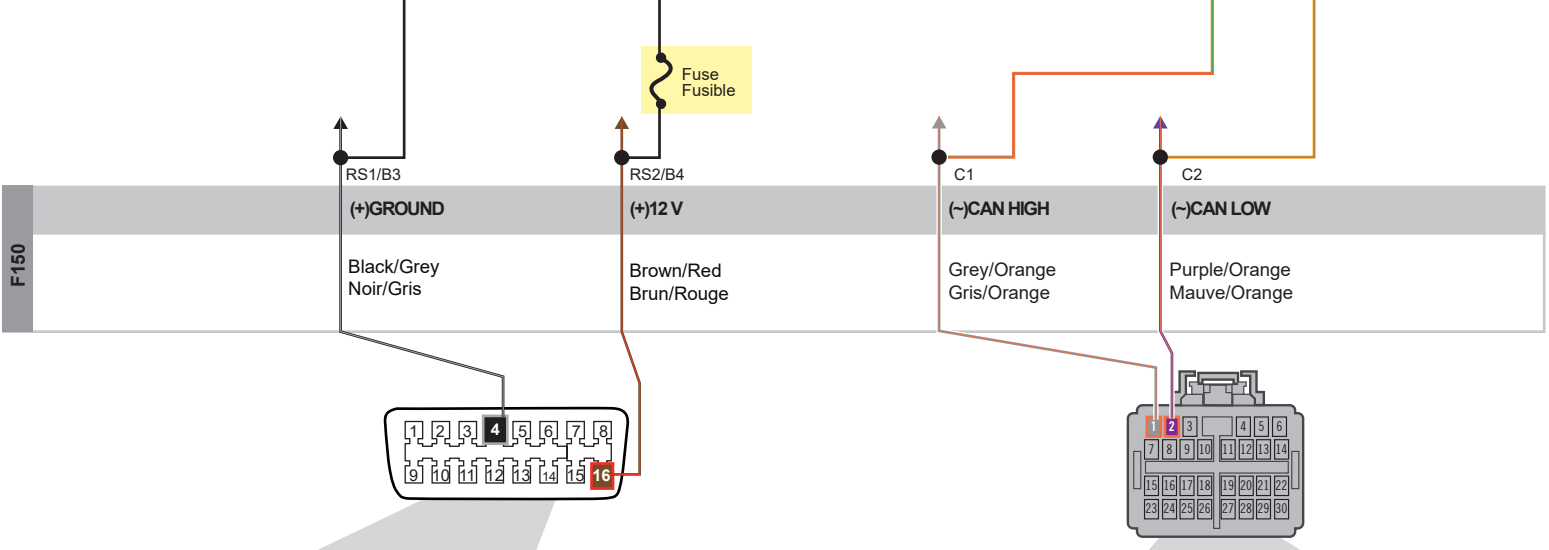 Fuse
Fusible
RS1/B3
RS2/B4
C1
C2
F150
(+)GROUND
(+)12 V
(~)CAN HIGH
(~)CAN LOW
Black/Grey
Noir/Gris
Brown/Red
Brun/Rouge
Grey/Orange
Gris/Orange
Purple/Orange
Mauve/Orange
1 2 3 4 5 6 7 8
9 10 11 12 13 14 15 16
1 2 3 4 5 6
7 8 9 10 11 12 13 14
15 16 17 18 19 20 21 22
23 24 25 26 27 28 29 30